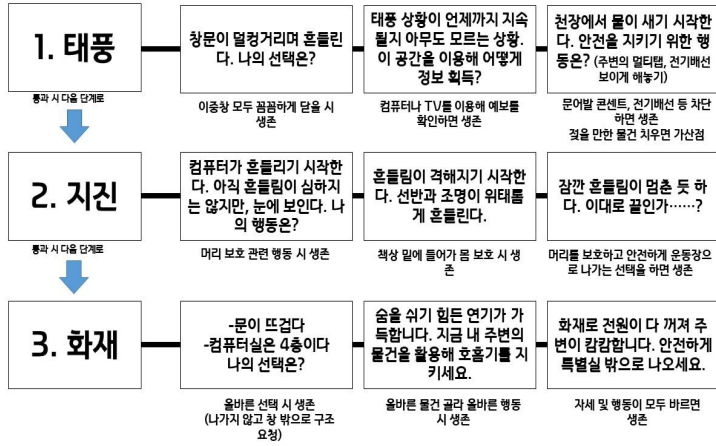 1. 태풍
창문이 덜컹거리며 흔들린
다. 나의 선택은?
태풍 상황이 언제까지 지속
될지 아무도 모르는 상황.
이 공간을 이용해 어떻게
정보 획득?
천장에서 물이 새기 시작한
다. 안전을 지키기 위한 행
동은? (주변의 멀티탭, 전기배선
보이게 해놓기)
통과 시 다음 단계로
이중창 모두 꼼꼼하게 닫을 시
생존
컴퓨터나 TV를 이용해 예보를
확인하면 생존
문어발 콘센트, 전기배선 등 차단
하면 생존
젖을 만한 물건 치우면 가산점
2. 지진
컴퓨터가 흔들리기 시작한
다. 아직 흔들림이 심하지
는 않지만, 눈에 보인다. 나
의 행동은?
흔들림이 격해지기 시작한
다. 선반과 조명이 위태롭
게 흔들린다.
잠깐 흔들림이 멈춘 듯 하
다. 이대로 끝인가……?
통과 시 다음 단계로
머리 보호 관련 행동 시 생존
책상 밑에 들어가 몸 보호 시 생
존
머리를 보호하고 안전하게 운동장으
로 나가는 선택을 하면 생존
3. 화재
-문이 뜨겁다
-컴퓨터실은 4층이다
나의 선택은?
숨을 쉬기 힘든 연기가 가
득합니다. 지금 내 주변의
물건을 활용해 호흡기를 지
키세요.
화재로 전원이 다 꺼져 주
변이 캄캄합니다. 안전하게
특별실 밖으로 나오세요.
올바른 선택 시 생존
(나가지 않고 창 밖으로 구조
요청)
올바른 물건 골라 올바른 행동
시 생존
자세 및 행동이 모두 바르면
생존